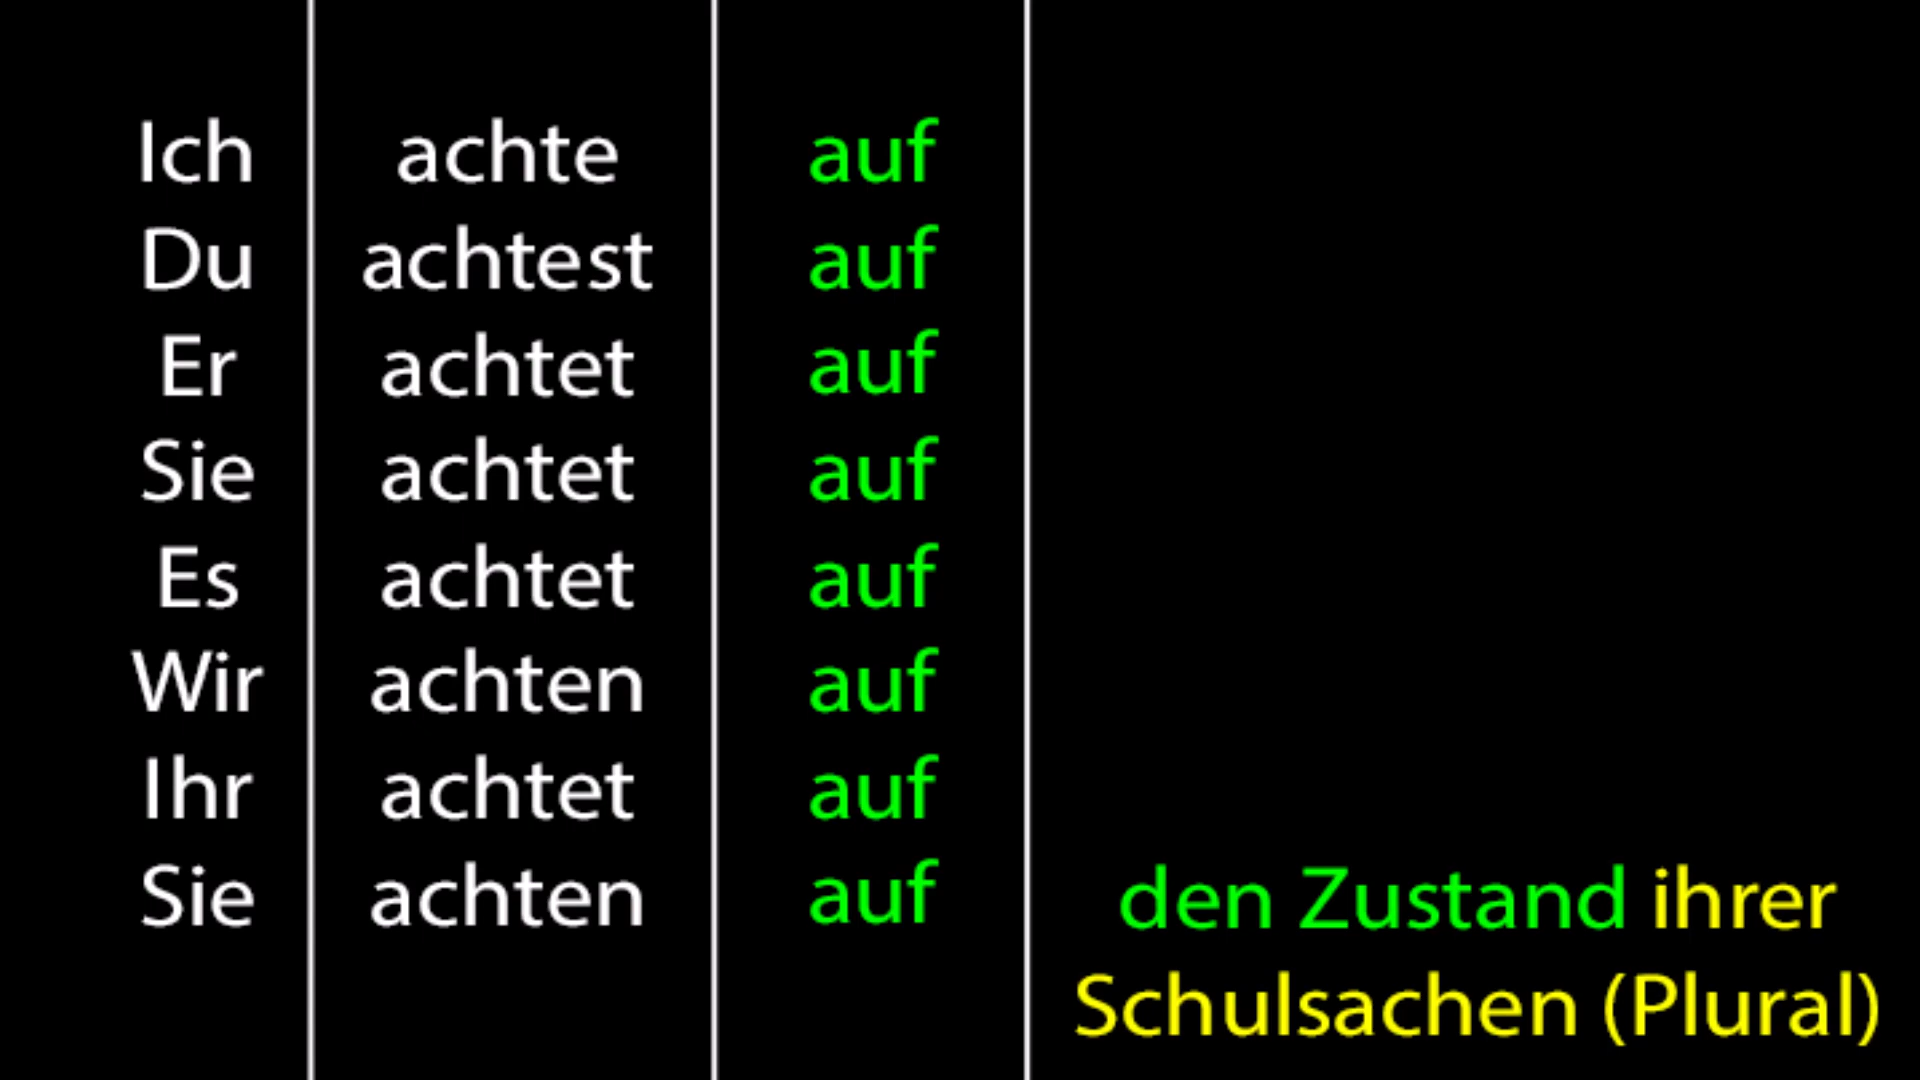 Ich achte auf
Du achtest auf
Er achtet auf
Sie achtet auf
Es achtet auf
Wir achten auf
Ihr achtet auf
Sie achten auf den Zustand ihrer
Schulsachen (Plural)